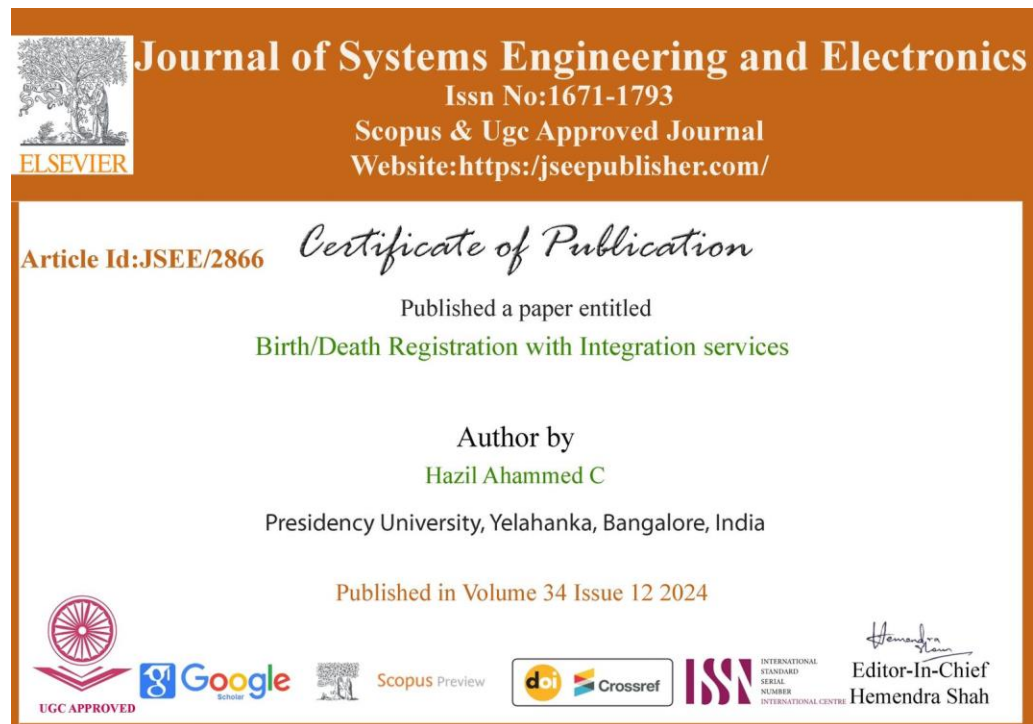 Journal of Systems Engineering and Electronics
Issn No:1671-1793
Scopus & Ugc Approved Journal
Website:https:/jseepublisher.com/
ELSEVIER
Article Id:JSEE/2866
Certificate of Publication
Published a paper entitled
Birth/Death Registration with Integration services
Author by
Hazil Ahammed C
Presidency University, Yelahanka, Bangalore, India
Published in Volume 34 Issue 12 2024
UGC APPROVED
g Google
Scholar
Scopus Preview
doi
Crossref
ISSN
INTERNATIONAL
STANDARD
SERIAL
NUMBER
INTERNATIONAL CENTRE
Hemendra
Editor-In-Chief
Hemendra Shah